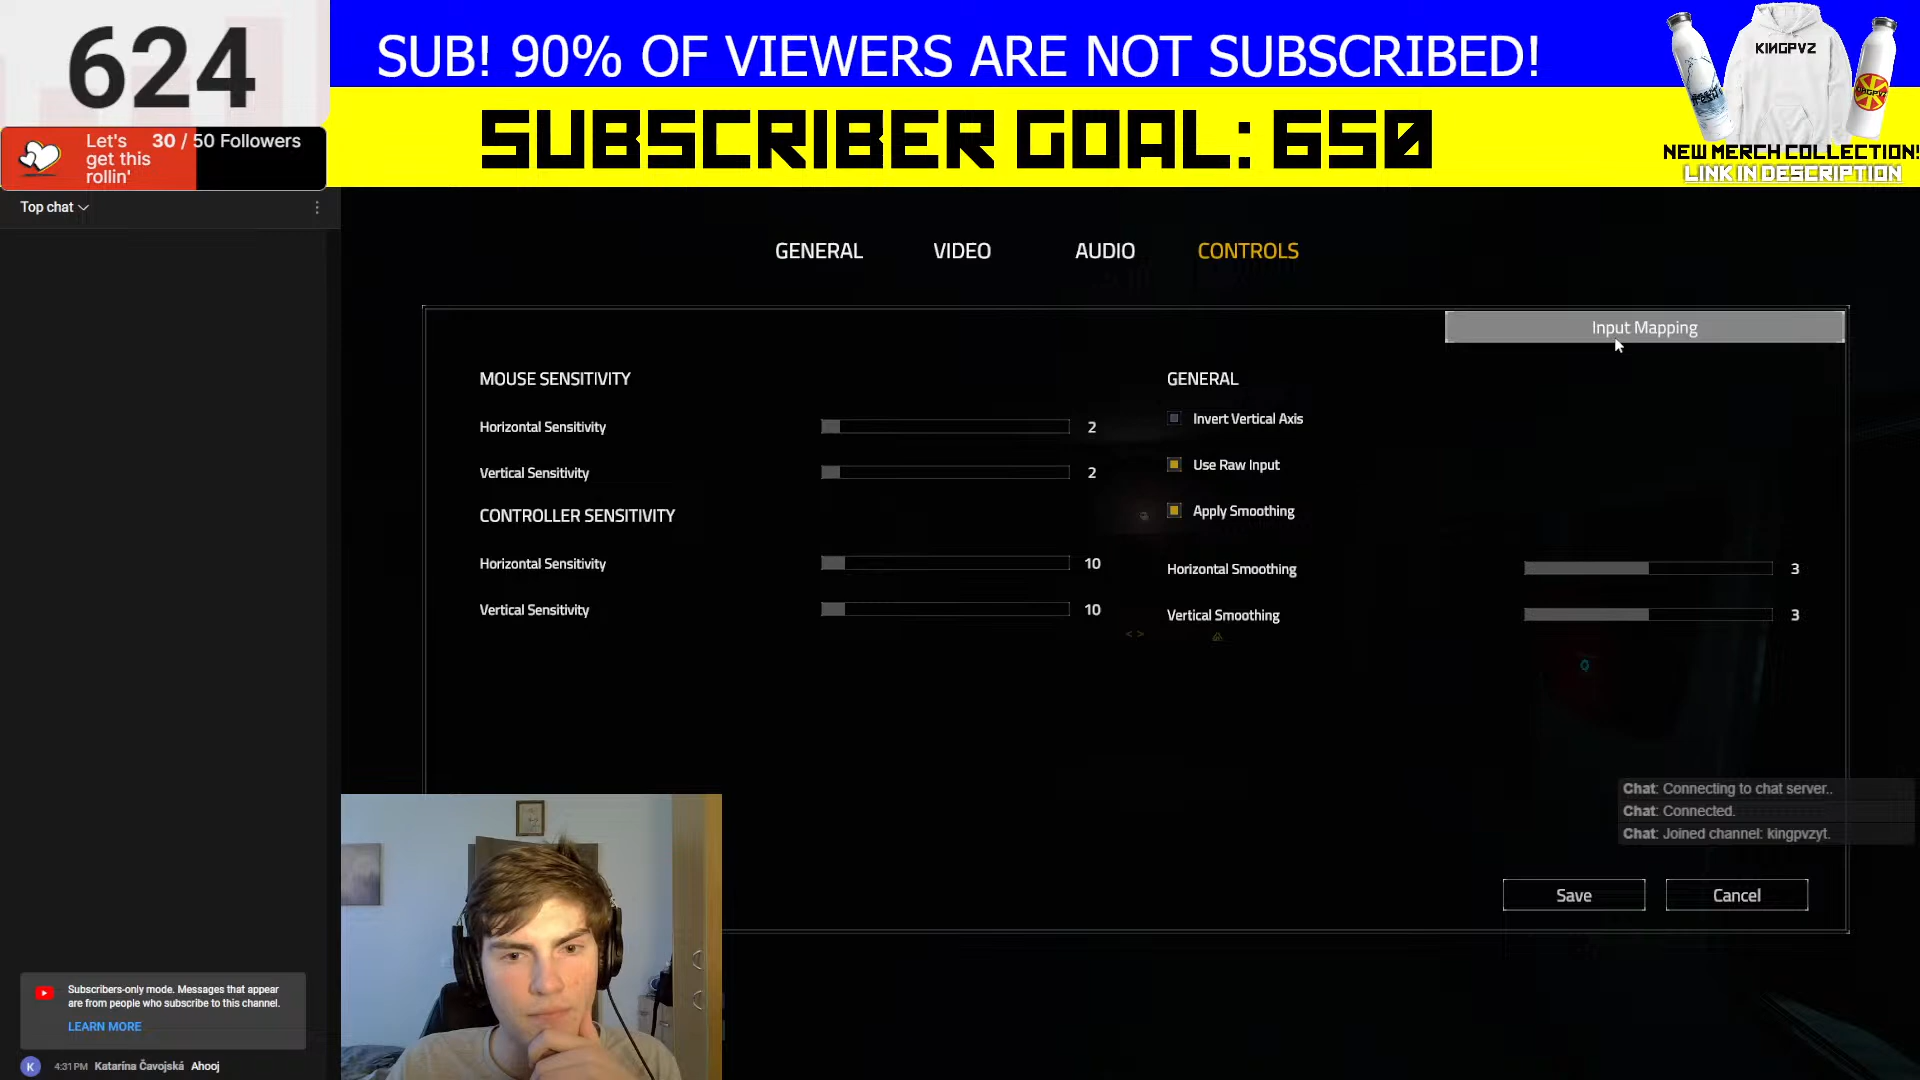 624
SUB! 90% OF VIEWERS ARE NOT SUBSCRIBED!
SUBSCRIBER GOAL: 650
KINGPVZ
NEW MERCH COLLECTION!
LINK IN DESCRIPTION
Let's get this rollin'
30 / 50 Followers
Top chat
GENERAL
VIDEO
AUDIO
CONTROLS
Input Mapping
MOUSE SENSITIVITY
Horizontal Sensitivity 2
Vertical Sensitivity 2
CONTROLLER SENSITIVITY
Horizontal Sensitivity 10
Vertical Sensitivity 10
GENERAL
Invert Vertical Axis
Use Raw Input
Apply Smoothing
Horizontal Smoothing 3
Vertical Smoothing 3
Chat: Connecting to chat server..
Chat: Connected.
Chat: Joined channel: kingpvzyt.
Save
Cancel
Subscribers-only mode. Messages that appear
are from people who subscribe to this channel.
LEARN MORE
K 4:31 PM Katarína Čavojská Ahooj